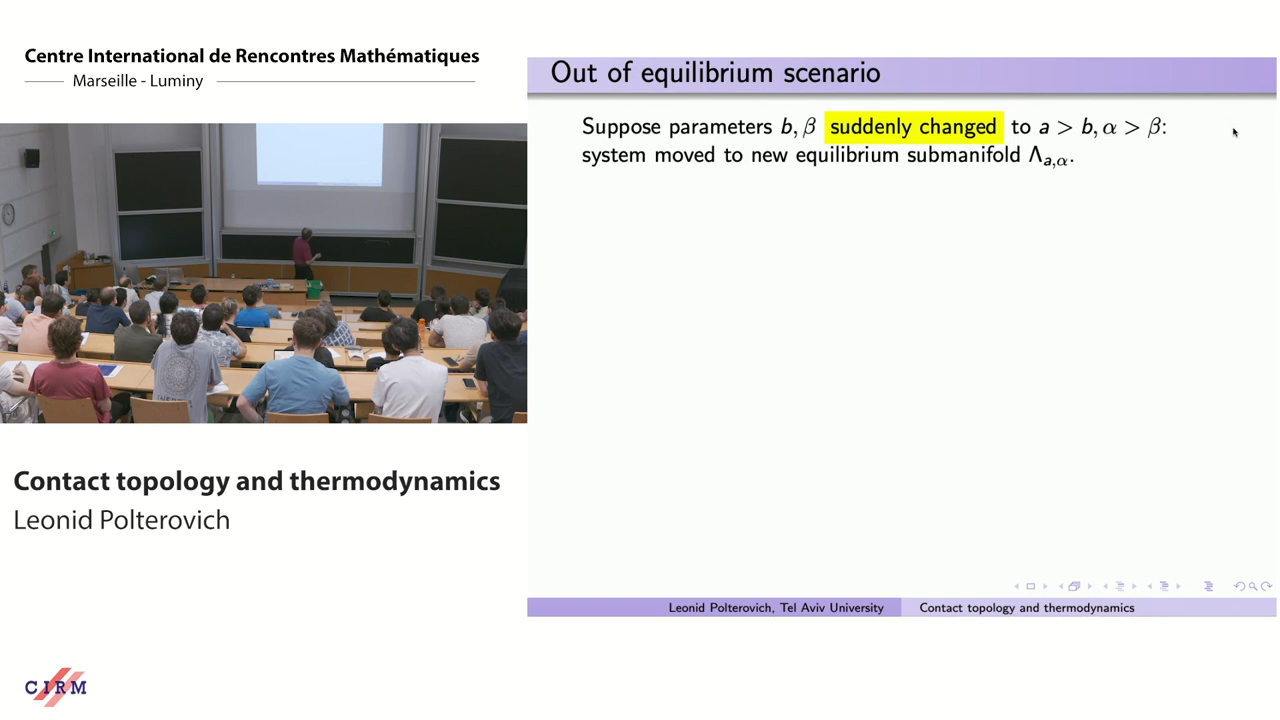 Centre International de Rencontres Mathématiques
Marseille - Luminy
Out of equilibrium scenario
Suppose parameters b, β suddenly changed to a > b, α > β:
system moved to new equilibrium submanifold Λa,α.
Contact topology and thermodynamics
Leonid Polterovich
Leonid Polterovich, Tel Aviv University
Contact topology and thermodynamics
CIRM